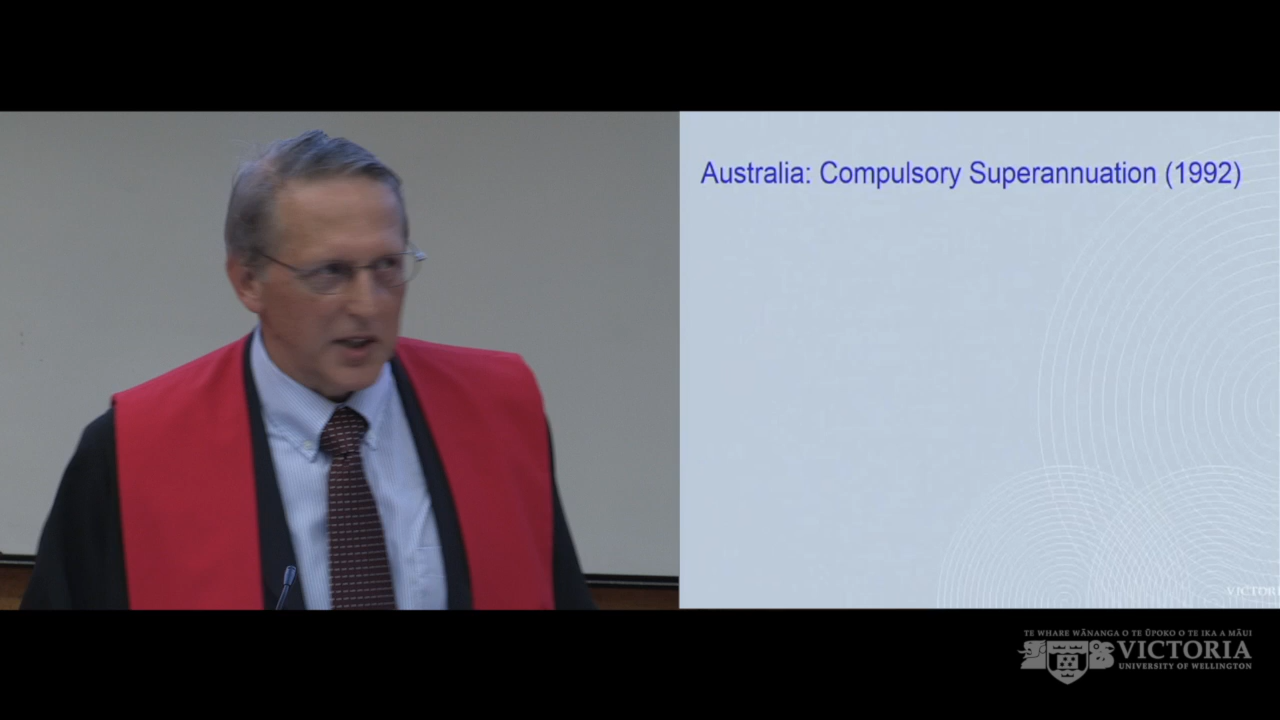 Australia: Compulsory Superannuation (1992)
TE WHARE WĀNANGA O TE ŪPOKO O TE IKA A MĀUI
VICTORIA
UNIVERSITY OF WELLINGTON